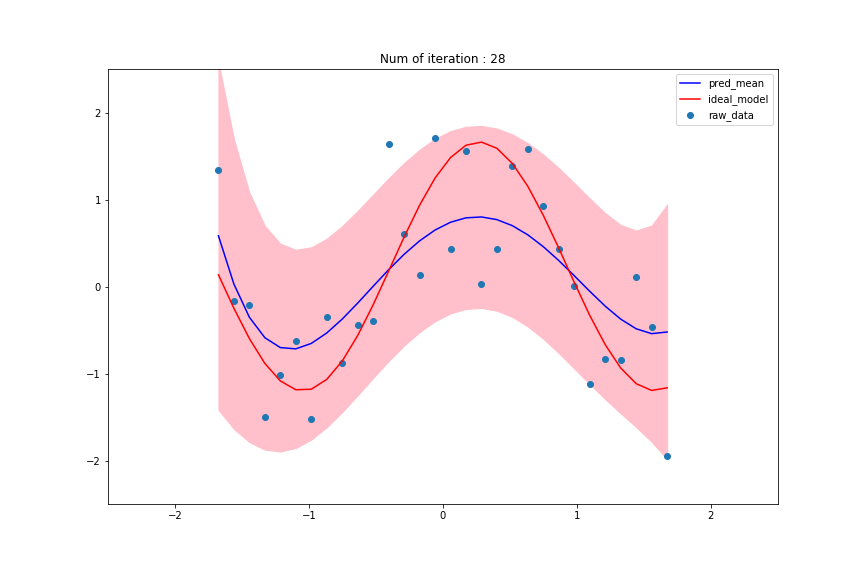 Num of iteration : 28
pred_mean
ideal_model
raw_data
2
1
0
−1
−2
−2
−1
0
1
2